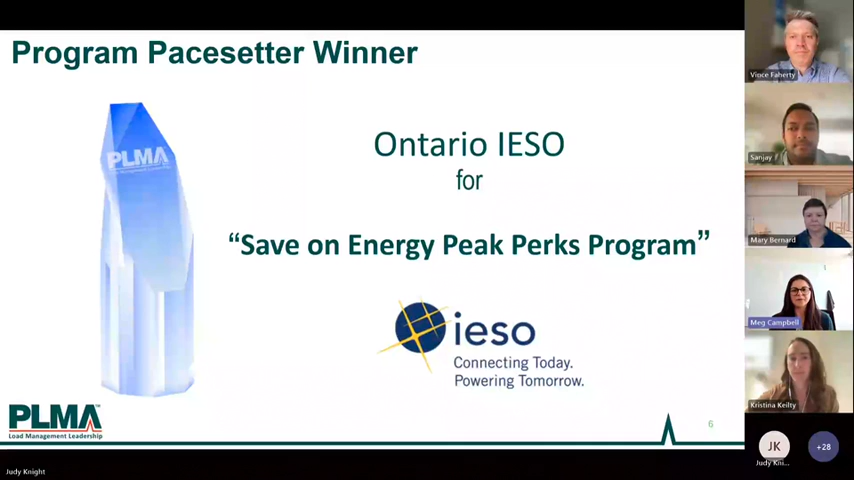 Program Pacesetter Winner
PLMA
Ontario IESO
for
“Save on Energy Peak Perks Program”
ieso
Connecting Today.
Powering Tomorrow.
PLMA
Load Management Leadership
6
Judy Knight
Vince Faherty
Sanjay
Mary Bernard
Meg Campbell
Kristina Keilty
JK
+28
Judy Kni...